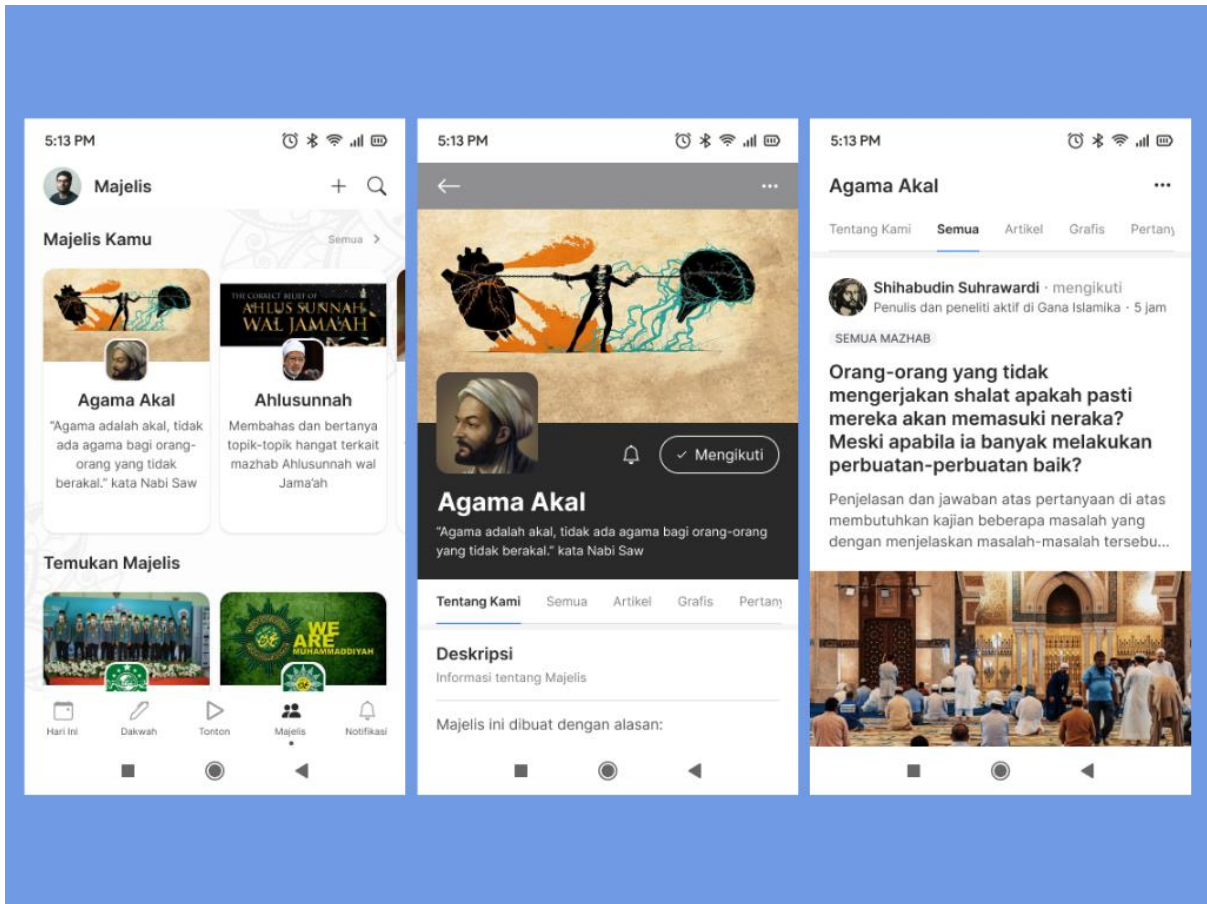 5:13 PM
Majelis
Majelis Kamu
Semua >
THE CORRECT BELIEF OF
AHLUS SUNNAH
WAL JAMA'AH
Agama Akal
"Agama adalah akal, tidak
ada agama bagi orang-
orang yang tidak
berakal." kata Nabi Saw
Ahlusunnah
Membahas dan bertanya
topik-topik hangat terkait
mazhab Ahlusunnah wal
Jama'ah
Temukan Majelis
WE
ARE
MUHAMMADDIYAH
Hari Ini
Dakwah
Tonton
Majelis
Notifikasi
5:13 PM
Mengikuti
Agama Akal
"Agama adalah akal, tidak ada agama bagi orang-orang
yang tidak berakal." kata Nabi Saw
Tentang Kami Semua Artikel Grafis Pertany
Deskripsi
Informasi tentang Majelis
Majelis ini dibuat dengan alasan:
5:13 PM
Agama Akal
Tentang Kami Semua Artikel Grafis Pertany
Shihabudin Suhrawardi · mengikuti
Penulis dan peneliti aktif di Gana Islamika · 5 jam
SEMUA MAZHAB
Orang-orang yang tidak
mengerjakan shalat apakah pasti
mereka akan memasuki neraka?
Meski apabila ia banyak melakukan
perbuatan-perbuatan baik?
Penjelasan dan jawaban atas pertanyaan di atas
membutuhkan kajian beberapa masalah yang
dengan menjelaskan masalah-masalah tersebu...